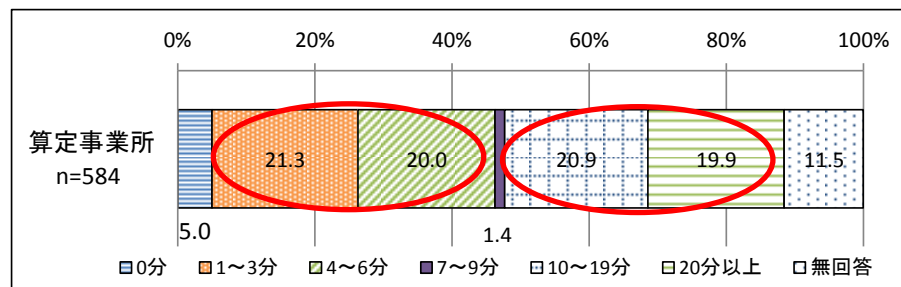 0% 20% 40% 60% 80% 100%
算定事業所
n=584
21.3 20.0 20.9 19.9 11.5
5.0 1.4
0分 1～3分 4～6分 7～9分 10～19分 20分以上 無回答